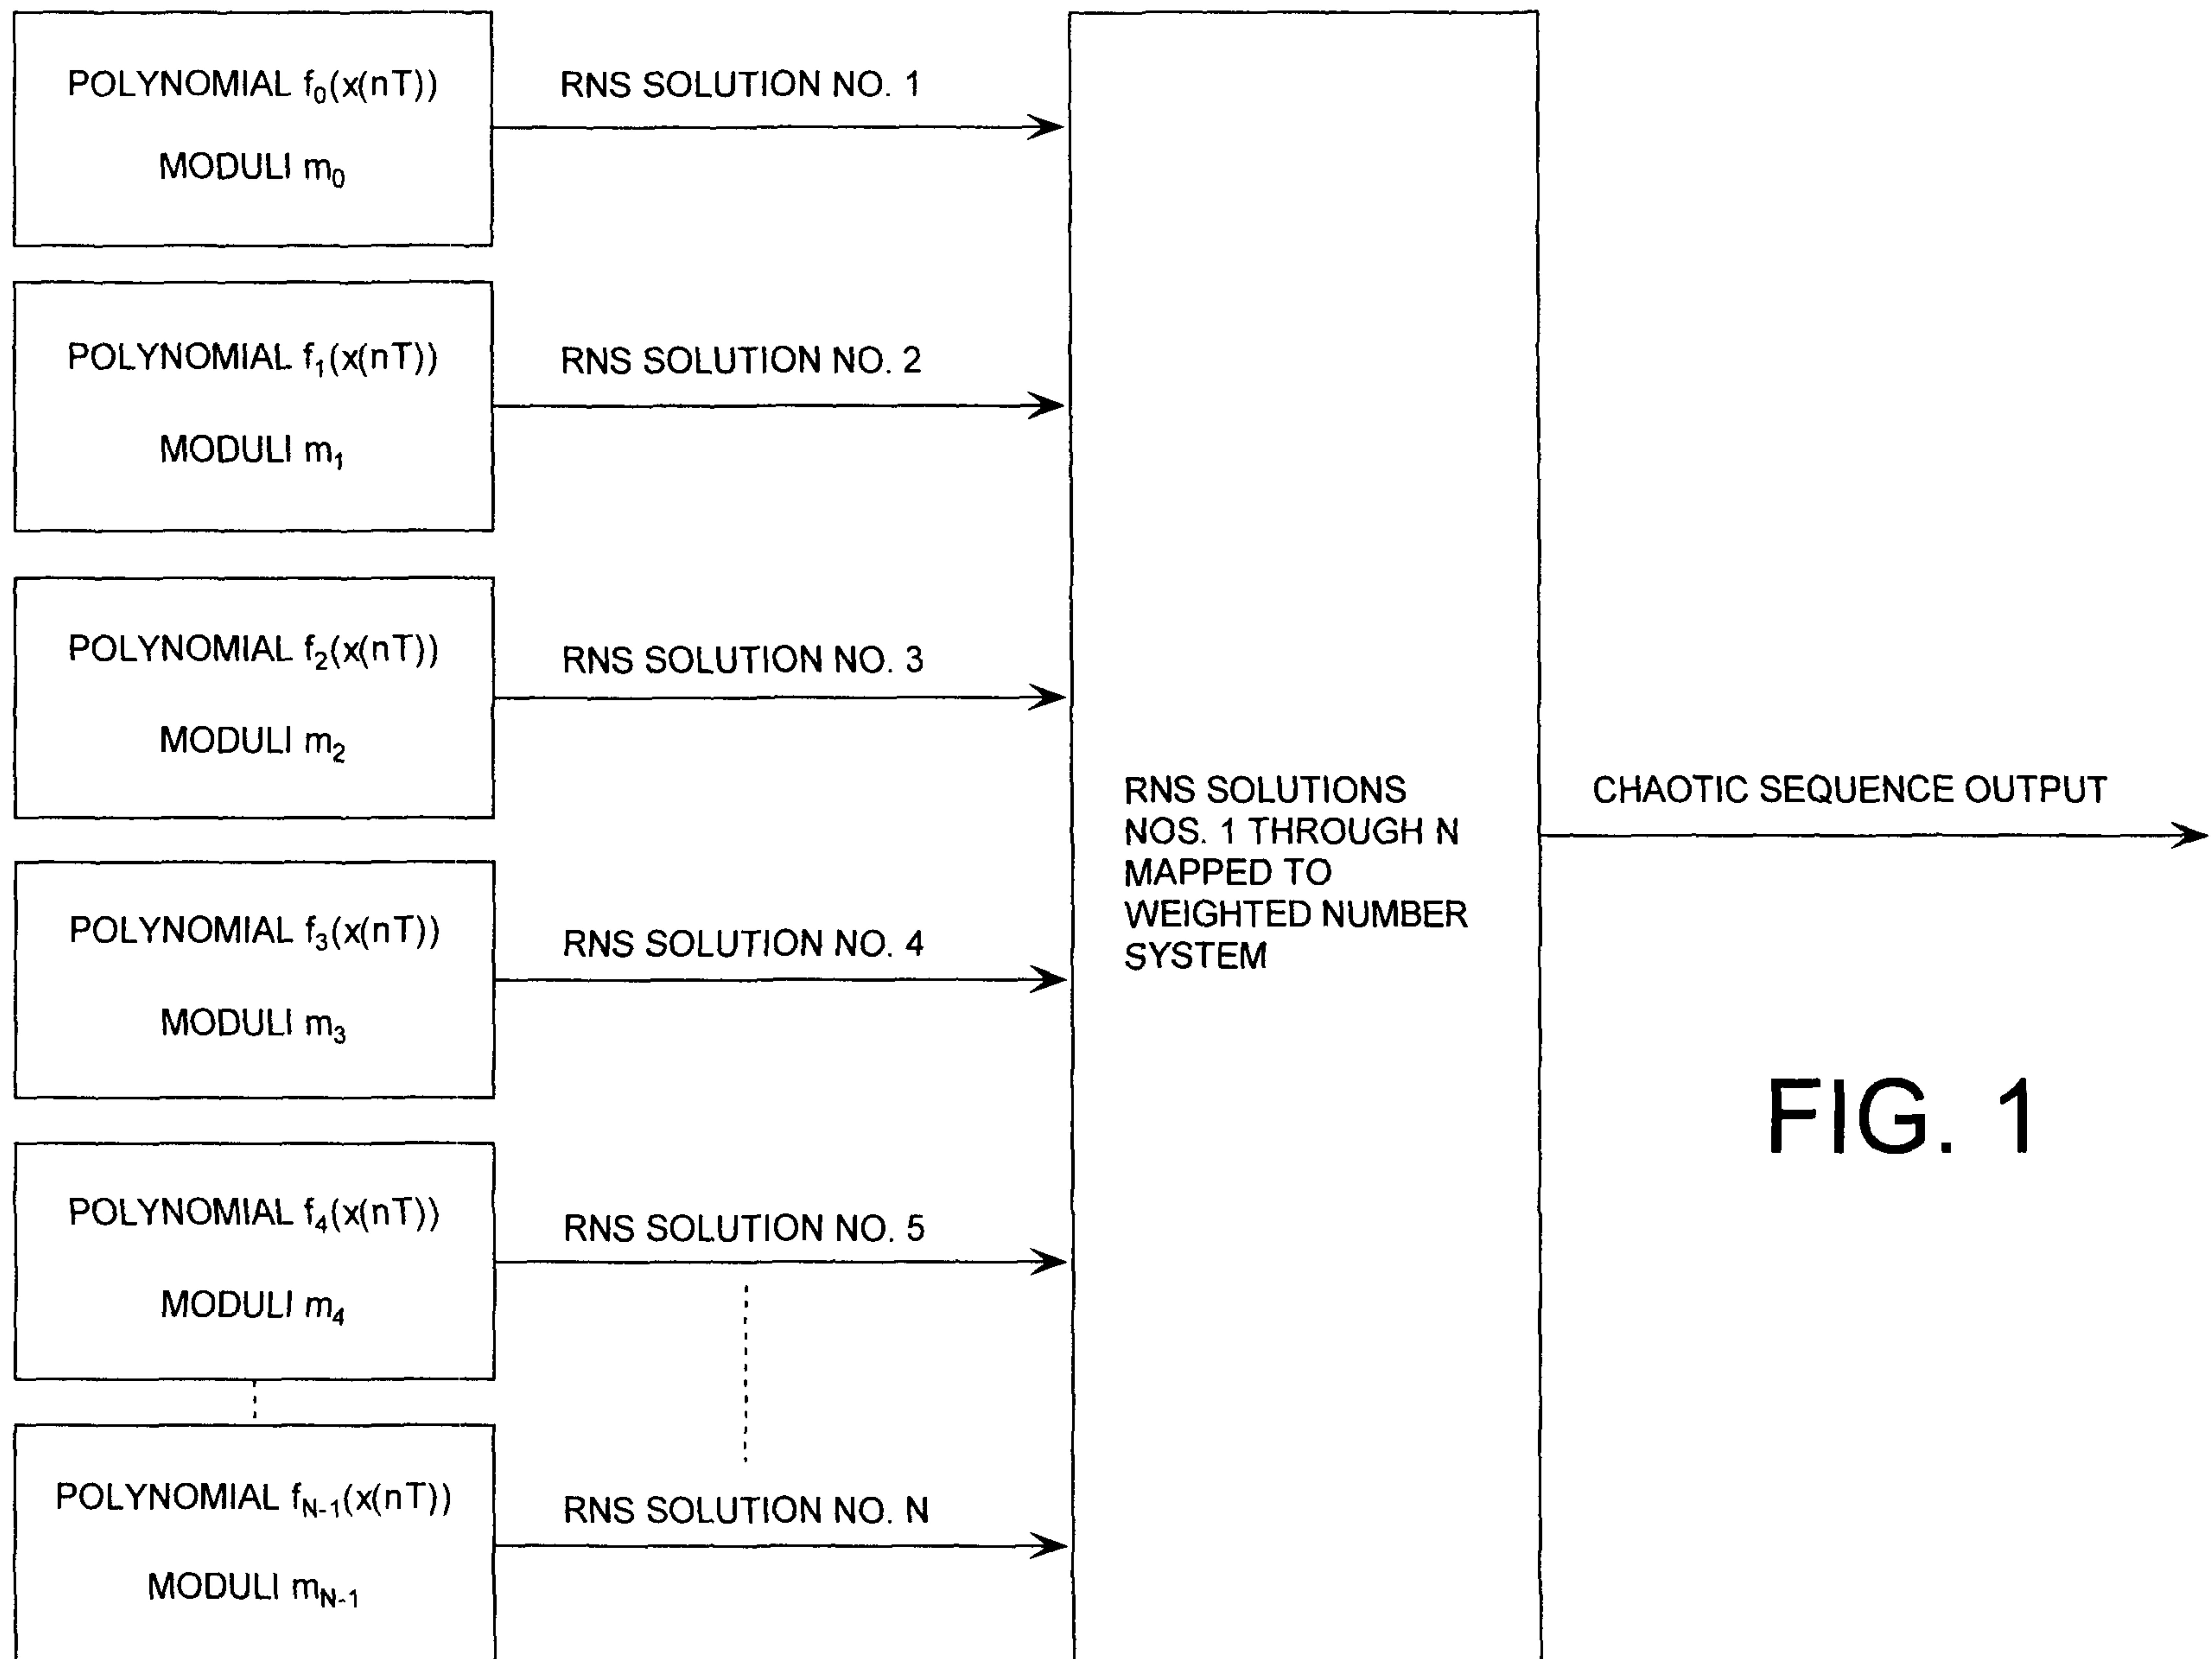 POLYNOMIAL f₀(x(nT))
MODULI m₀
RNS SOLUTION NO. 1
POLYNOMIAL f₁(x(nT))
MODULI m₁
RNS SOLUTION NO. 2
POLYNOMIAL f₂(x(nT))
MODULI m₂
RNS SOLUTION NO. 3
POLYNOMIAL f₃(x(nT))
MODULI m₃
RNS SOLUTION NO. 4
POLYNOMIAL f₄(x(nT))
MODULI m₄
RNS SOLUTION NO. 5
POLYNOMIAL f_N-1(x(nT))
MODULI m_N-1
RNS SOLUTION NO. N
RNS SOLUTIONS
NOS. 1 THROUGH N
MAPPED TO
WEIGHTED NUMBER
SYSTEM
CHAOTIC SEQUENCE OUTPUT
FIG. 1